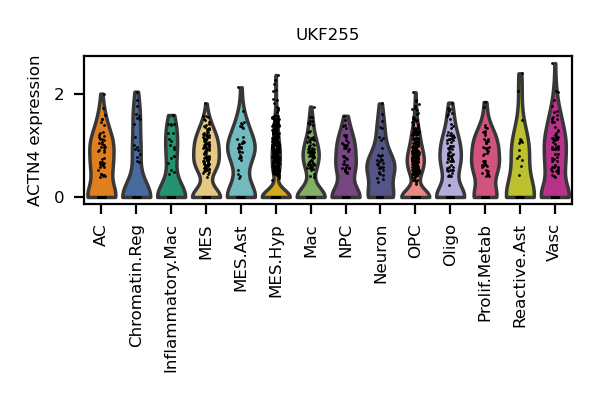 UKF255
ACTN4 expression
2
0
AC
Chromatin.Reg
Inflammatory.Mac
MES
MES.Ast
MES.Hyp
Mac
NPC
Neuron
OPC
Oligo
Prolif.Metab
Reactive.Ast
Vasc